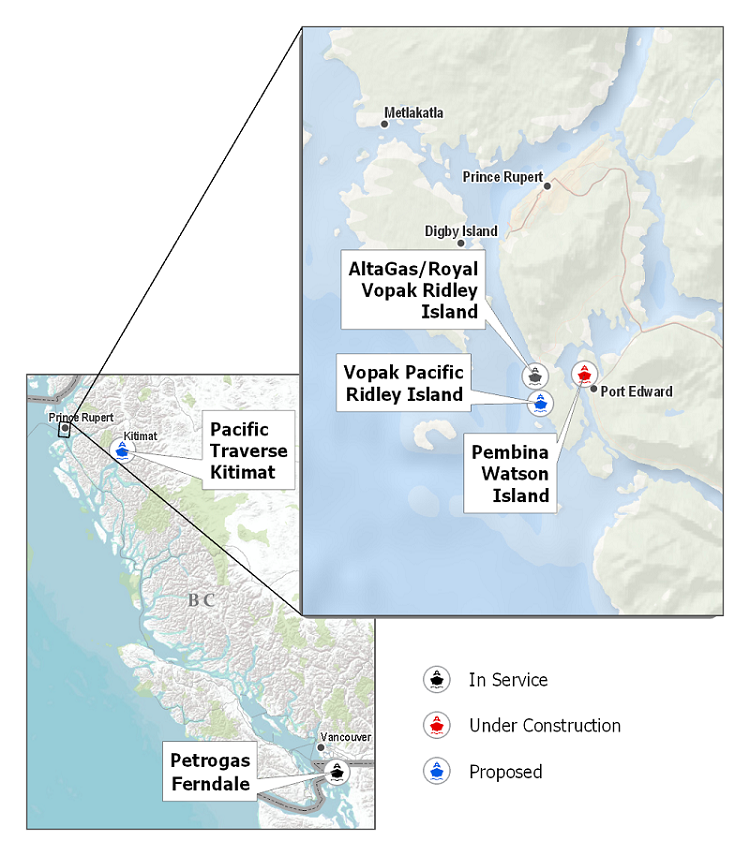 Metlakatla
Prince Rupert
Digby Island
AltaGas/Royal
Vopak Ridley
Island
Vopak Pacific
Ridley Island
Port Edward
Pembina
Watson
Island
Prince Rupert
Kitimat
Pacific
Traverse
Kitimat
BC
Vancouver
Petrogas
Ferndale
In Service
Under Construction
Proposed